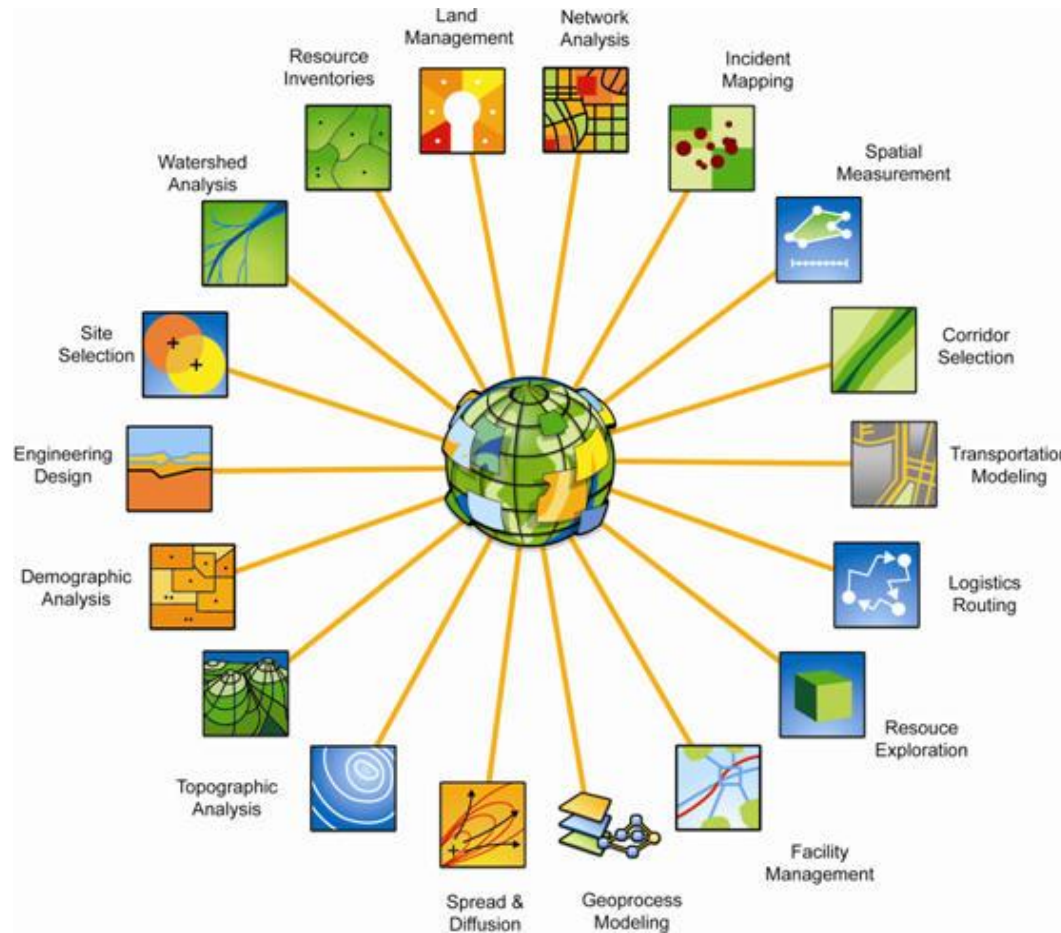 Land
Management
Network
Analysis
Incident
Mapping
Spatial
Measurement
Corridor
Selection
Transportation
Modeling
Logistics
Routing
Resouce
Exploration
Facility
Management
Geoprocess
Modeling
Spread &
Diffusion
Topographic
Analysis
Demographic
Analysis
Engineering
Design
Site
Selection
Watershed
Analysis
Resource
Inventories